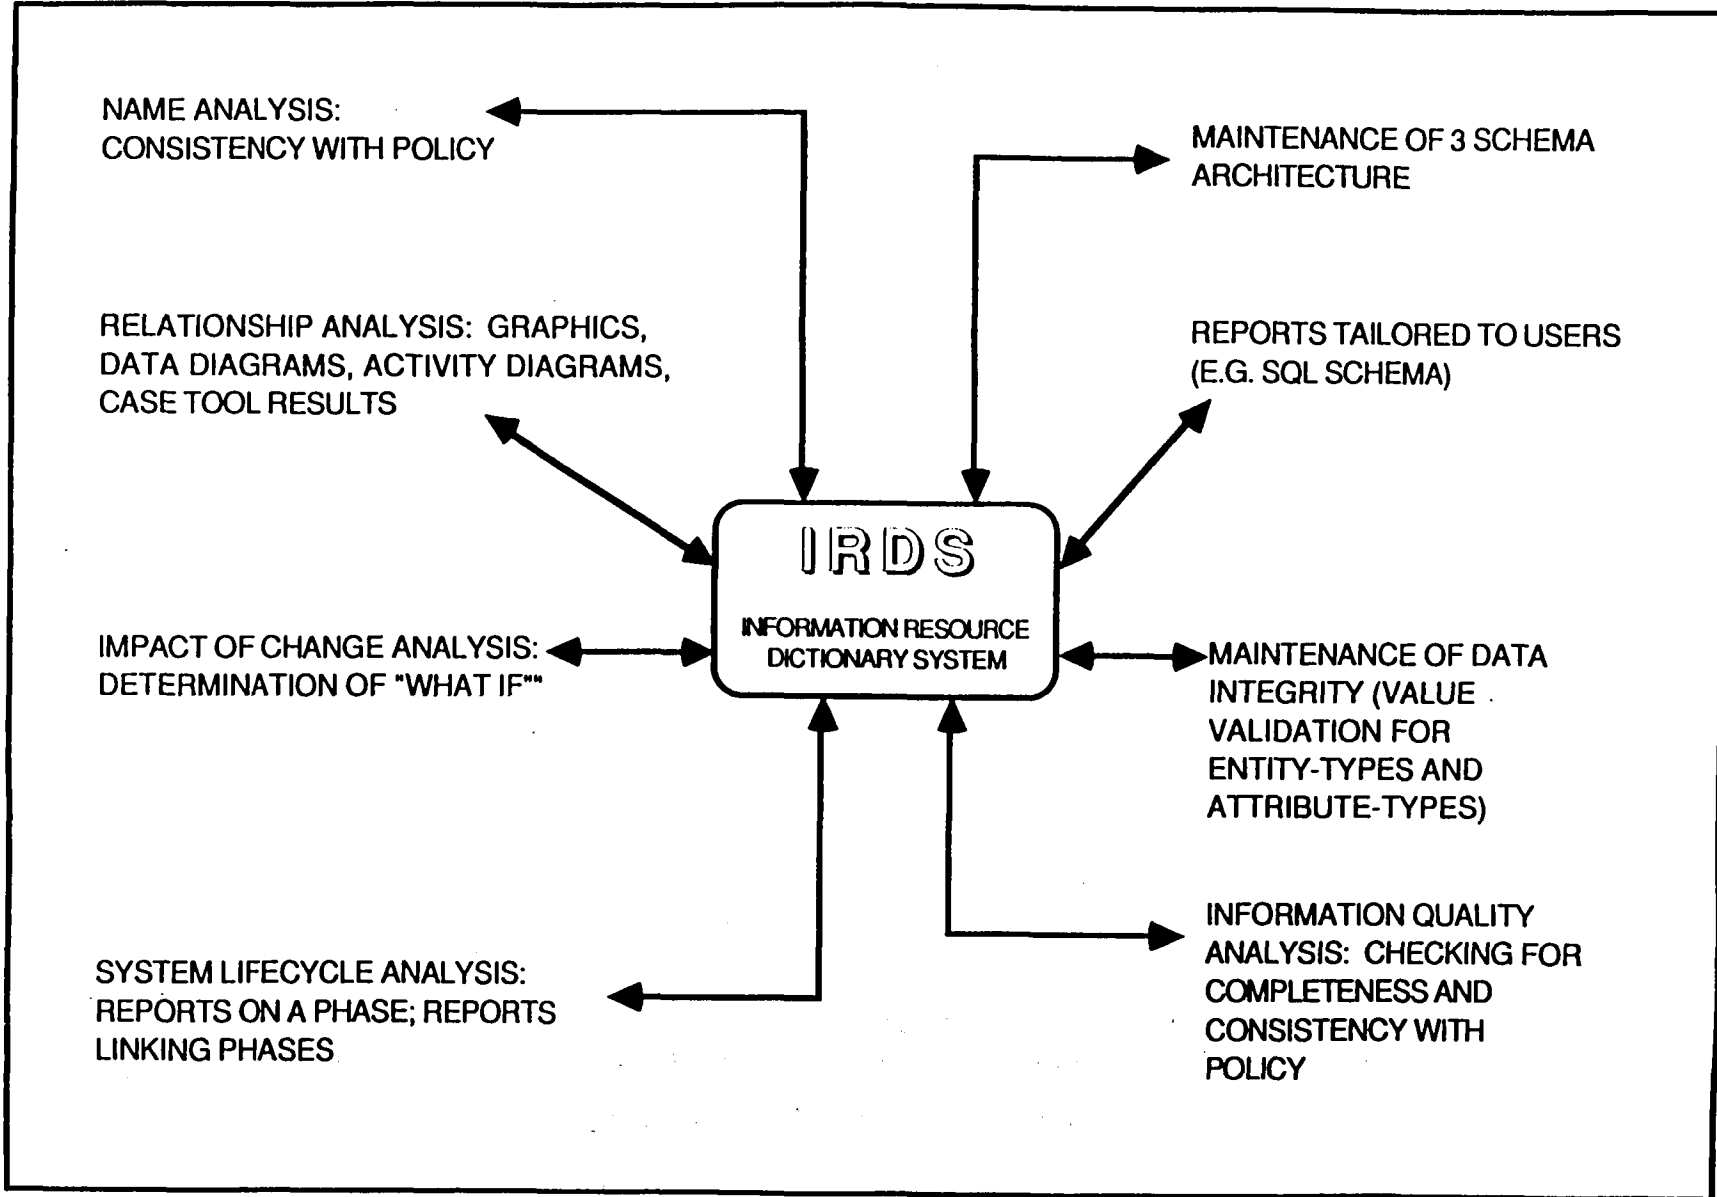 NAME ANALYSIS:
CONSISTENCY WITH POLICY
MAINTENANCE OF 3 SCHEMA
ARCHITECTURE
RELATIONSHIP ANALYSIS: GRAPHICS,
DATA DIAGRAMS, ACTIVITY DIAGRAMS,
CASE TOOL RESULTS
REPORTS TAILORED TO USERS
(E.G. SQL SCHEMA)
IRDS
INFORMATION RESOURCE
DICTIONARY SYSTEM
IMPACT OF CHANGE ANALYSIS:
DETERMINATION OF "WHAT IF""
MAINTENANCE OF DATA
INTEGRITY (VALUE
VALIDATION FOR
ENTITY-TYPES AND
ATTRIBUTE-TYPES)
SYSTEM LIFECYCLE ANALYSIS:
REPORTS ON A PHASE; REPORTS
LINKING PHASES
INFORMATION QUALITY
ANALYSIS: CHECKING FOR
COMPLETENESS AND
CONSISTENCY WITH
POLICY